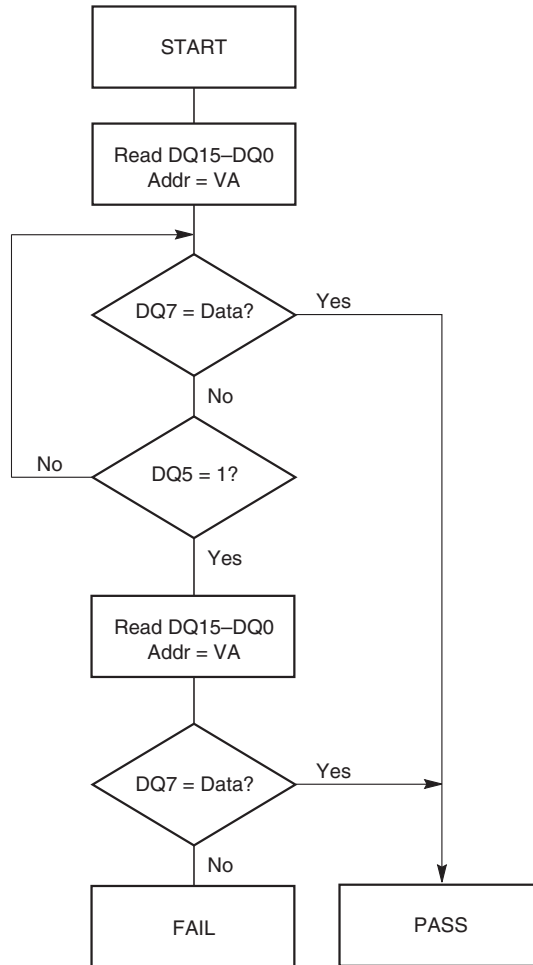 START
Read DQ15–DQ0
Addr = VA
DQ7 = Data?
Yes
No
No
DQ5 = 1?
Yes
Read DQ15–DQ0
Addr = VA
DQ7 = Data?
Yes
No
FAIL
PASS